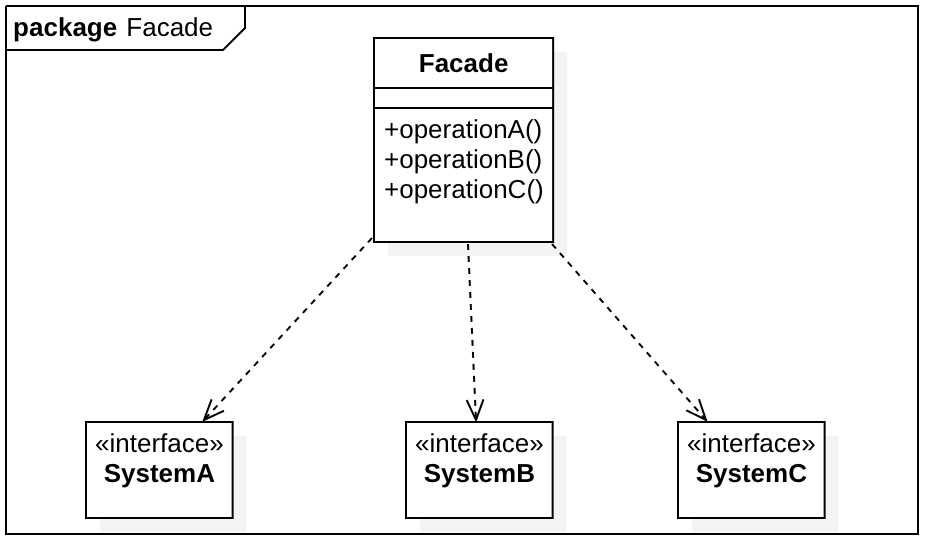 package Facade
Facade
+operationA()
+operationB()
+operationC()
«interface»
SystemA
«interface»
SystemB
«interface»
SystemC